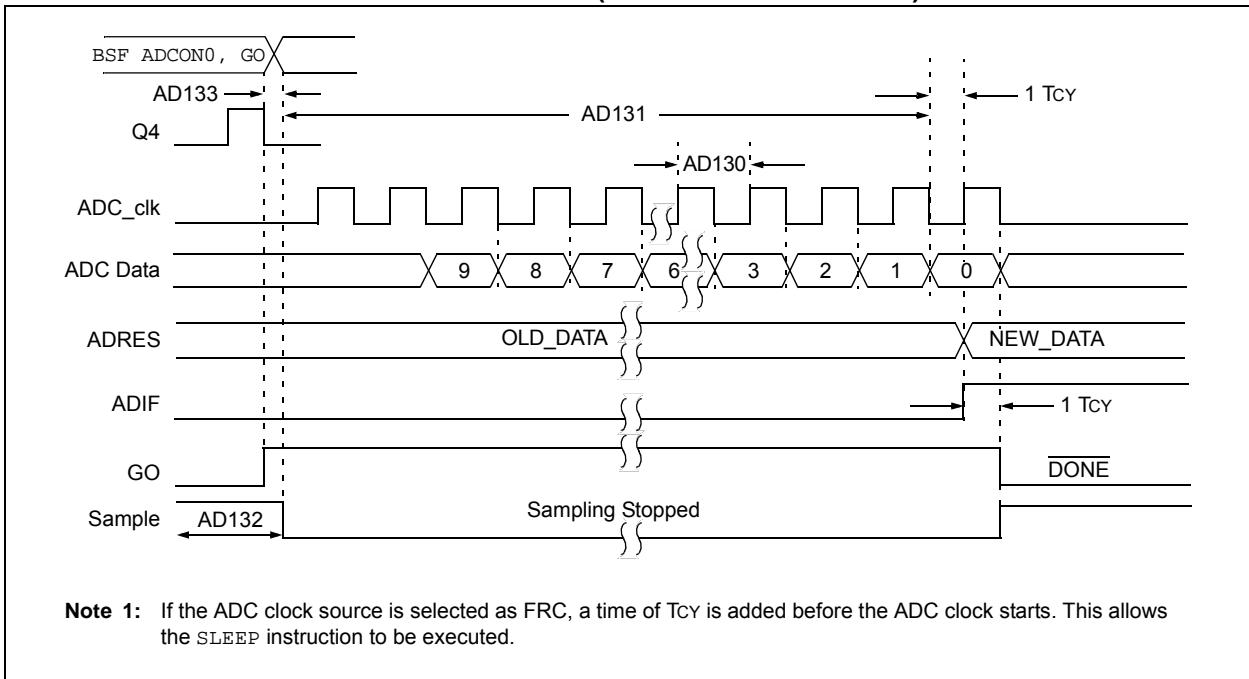 BSF ADCON0, GO
AD133
1 TCY
AD131
Q4
AD130
ADC_clk
ADC Data 9 8 7 6 3 2 1 0
ADRES OLD_DATA NEW_DATA
ADIF 1 TCY
GO DONE
Sample AD132 Sampling Stopped
Note 1: If the ADC clock source is selected as FRC, a time of TCY is added before the ADC clock starts. This allows
the SLEEP instruction to be executed.